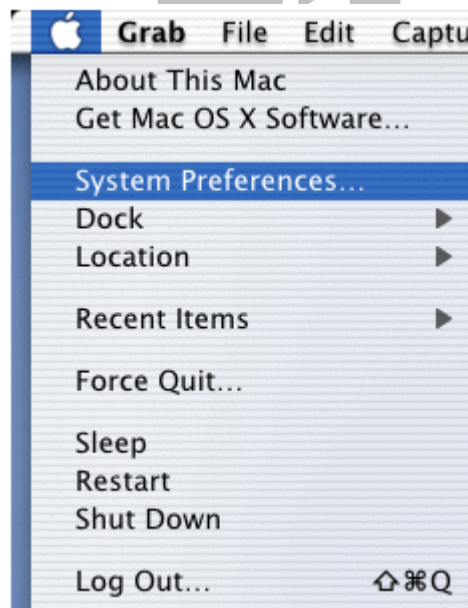 Grab File Edit Captu
About This Mac
Get Mac OS X Software...
System Preferences...
Dock
Location
Recent Items
Force Quit...
Sleep
Restart
Shut Down
Log Out... ⇧⌘Q